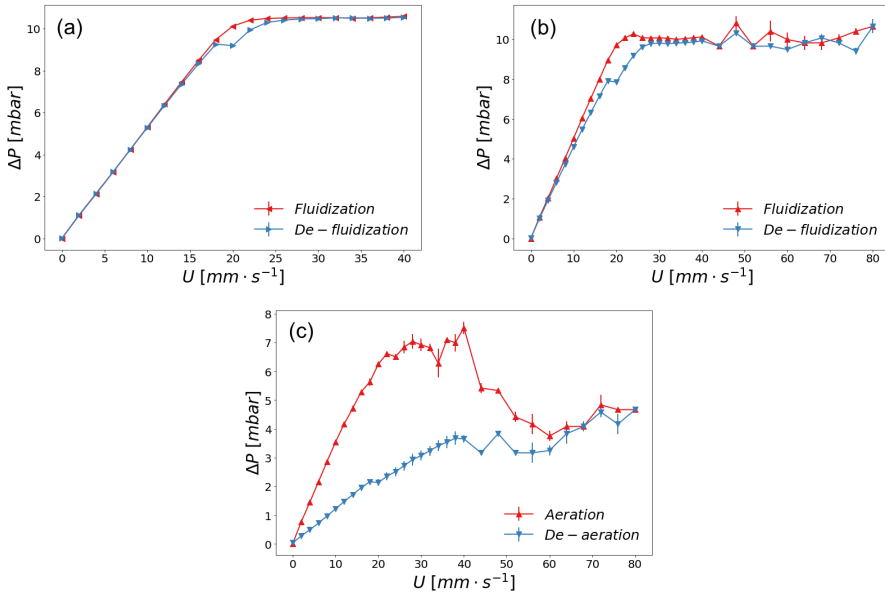 (a)
10
8
6
4
2
0
ΔP [mbar]
Fluidization
De − fluidization
0 5 10 15 20 25 30 35 40
U [mm · s⁻¹]
(b)
10
8
6
4
2
0
ΔP [mbar]
Fluidization
De − fluidization
0 10 20 30 40 50 60 70 80
U [mm · s⁻¹]
(c)
8
7
6
5
4
3
2
1
0
ΔP [mbar]
Aeration
De − aeration
0 10 20 30 40 50 60 70 80
U [mm · s⁻¹]